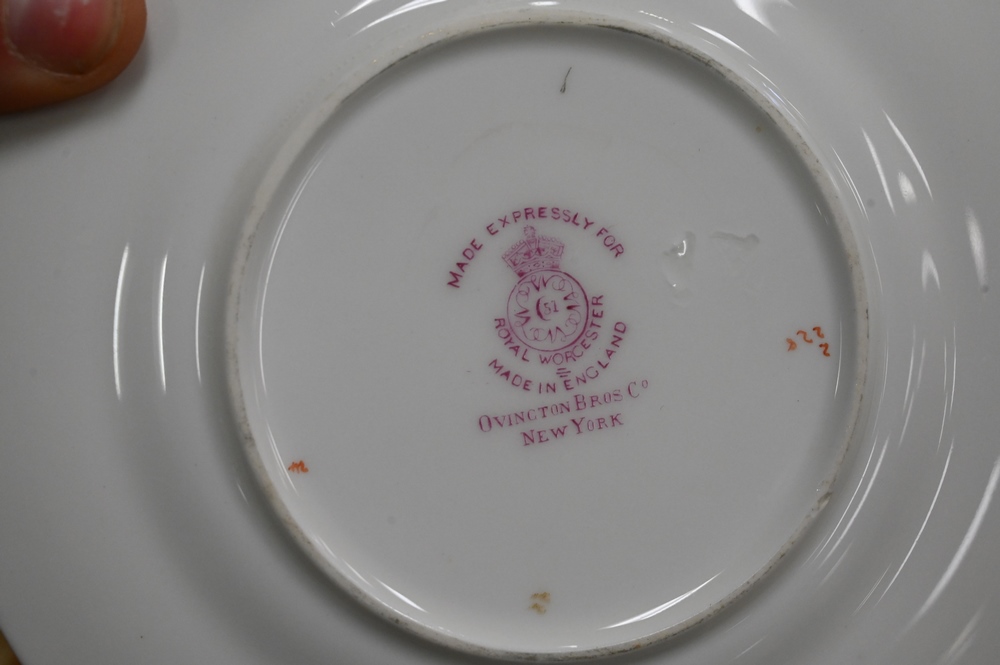 MADE EXPRESSLY FOR
51
ROYAL WORCESTER
MADE IN ENGLAND
OVINGTON BROS Co
NEW YORK